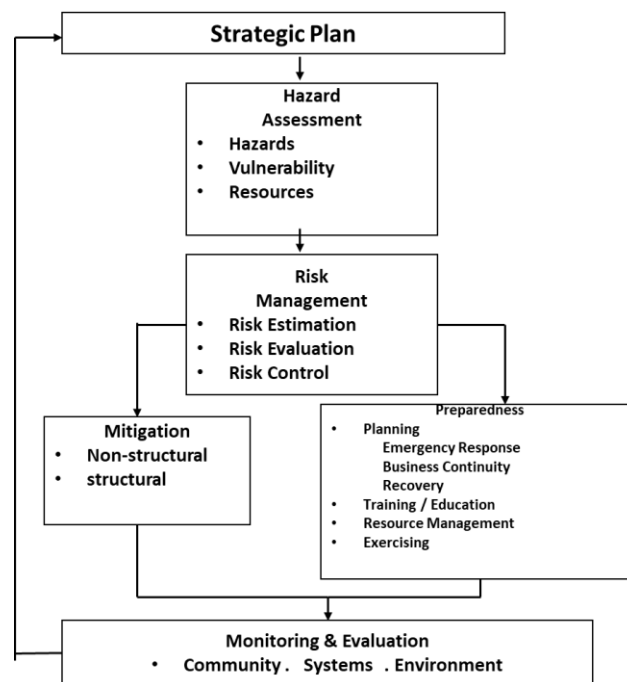 Strategic Plan
Hazard
Assessment
• Hazards
• Vulnerability
• Resources
Risk
Management
• Risk Estimation
• Risk Evaluation
• Risk Control
Mitigation
• Non-structural
• structural
Preparedness
• Planning
Emergency Response
Business Continuity
Recovery
• Training / Education
• Resource Management
• Exercising
Monitoring & Evaluation
• Community . Systems . Environment